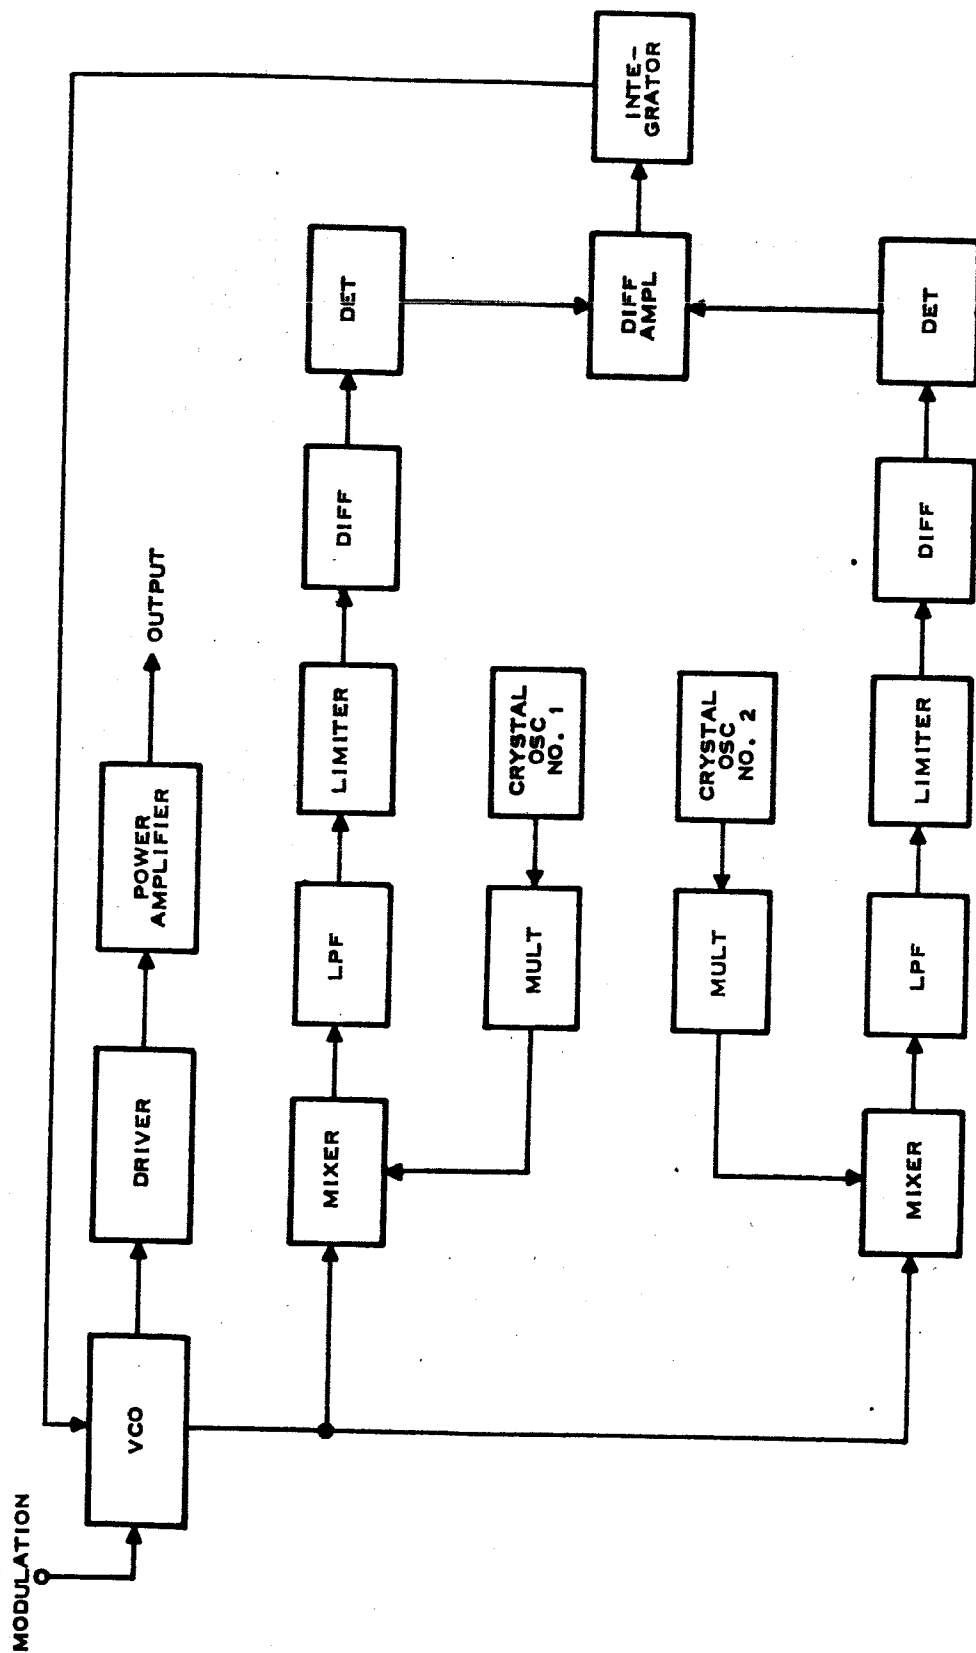 MODULATION
VCO
DRIVER
POWER
AMPLIFIER
OUTPUT
MIXER
LPF
LIMITER
DIFF
DET
MULT
CRYSTAL
OSC
NO. 1
DIFF
AMPL
INTE-
GRATOR
MULT
CRYSTAL
OSC
NO. 2
MIXER
LPF
LIMITER
DIFF
DET